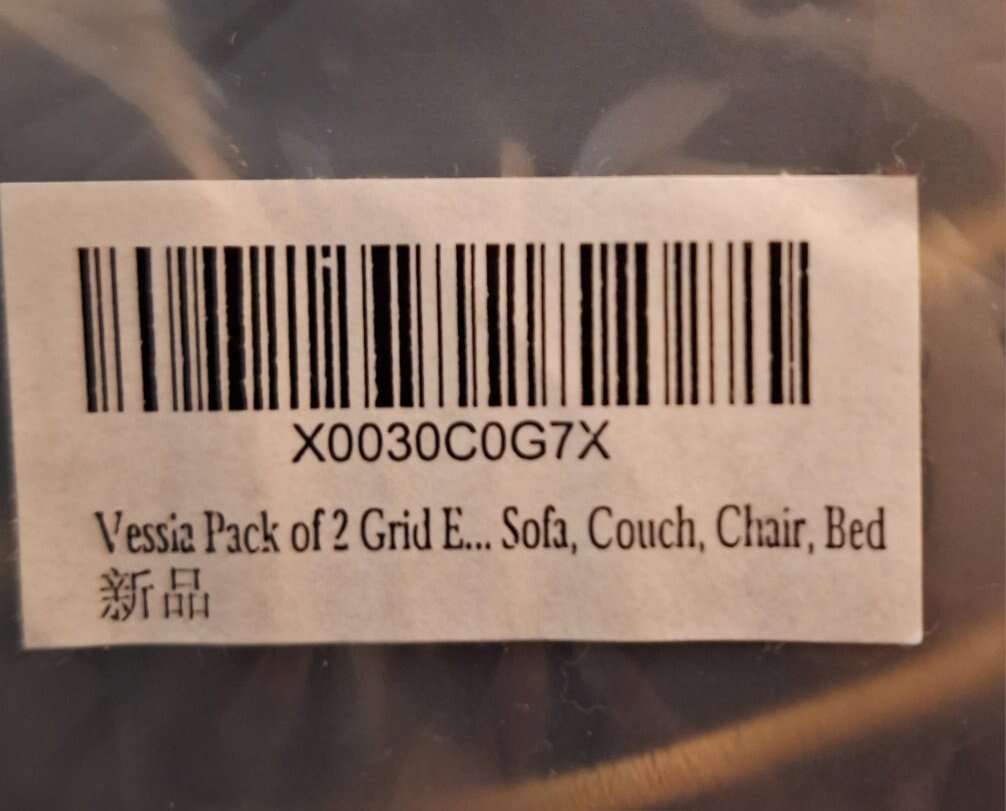 X0030C0G7X
Vessia Pack of 2 Grid E... Sofa, Couch, Chair, Bed
新品